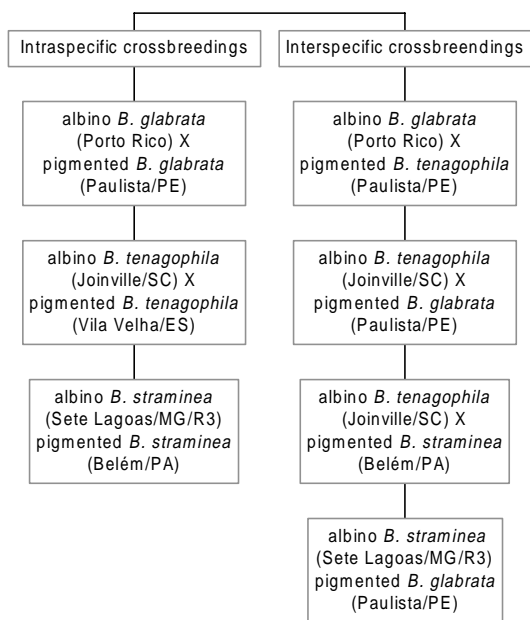 Intraspecific crossbreedings
albino B. glabrata
(Porto Rico) X
pigmented B. glabrata
(Paulista/PE)
albino B. tenagophila
(Joinville/SC) X
pigmented B. tenagophila
(Vila Velha/ES)
albino B. straminea
(Sete Lagoas/MG/R3)
pigmented B. straminea
(Belém/PA)
Interspecific crossbreendings
albino B. glabrata
(Porto Rico) X
pigmented B. tenagophila
(Paulista/PE)
albino B. tenagophila
(Joinville/SC) X
pigmented B. glabrata
(Paulista/PE)
albino B. tenagophila
(Joinville/SC) X
pigmented B. straminea
(Belém/PA)
albino B. straminea
(Sete Lagoas/MG/R3)
pigmented B. glabrata
(Paulista/PE)